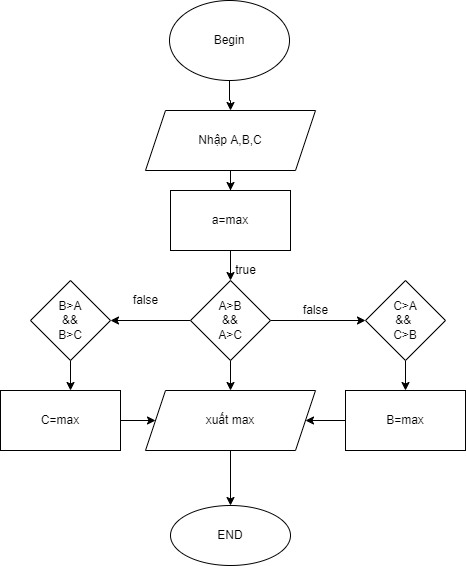 Begin
Nhập A,B,C
a=max
true
false
false
B>A
&&
B>C
A>B
&&
A>C
C>A
&&
C>B
C=max
xuất max
B=max
END